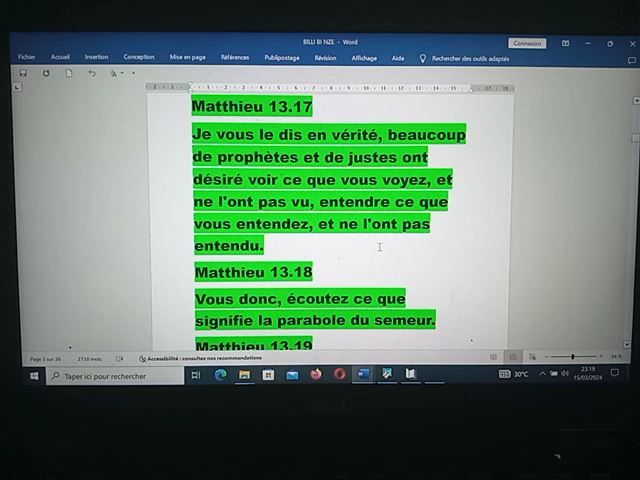 BILLI BI NZE - Word
Connexion
Fichier Accueil Insertion Conception Mise en page Références Publipostage Révision Affichage Aide Rechercher des outils adaptés
Matthieu 13.17
Je vous le dis en vérité, beaucoup
de prophètes et de justes ont
désiré voir ce que vous voyez, et
ne l'ont pas vu, entendre ce que
vous entendez, et ne l'ont pas
entendu.
Matthieu 13.18
Vous donc, écoutez ce que
signifie la parabole du semeur.
Matthieu 13.19
Page 5 sur 36 2738 mots Accessibilité : consultez nos recommandations
Taper ici pour rechercher
30°C
23:19
15/03/2024